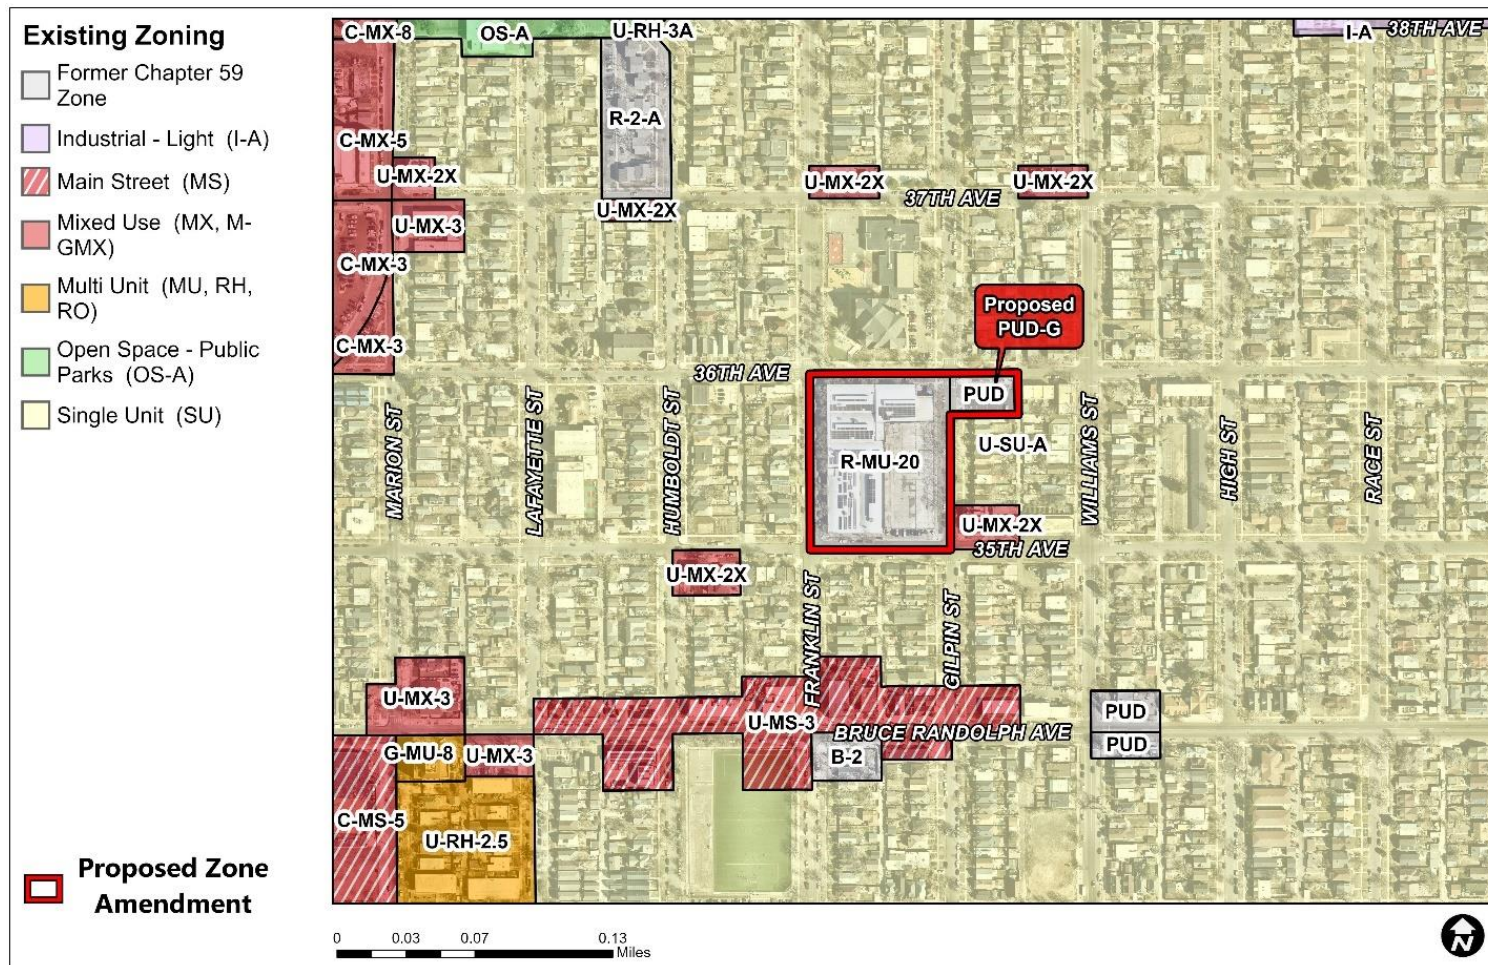 Existing Zoning
Former Chapter 59
Zone
Industrial - Light (I-A)
Main Street (MS)
Mixed Use (MX, M-
GMX)
Multi Unit (MU, RH,
RO)
Open Space - Public
Parks (OS-A)
Single Unit (SU)
Proposed Zone
Amendment
C-MX-8
OS-A
U-RH-3A
I-A
38TH AVE
R-2-A
C-MX-5
U-MX-2X
U-MX-2X
U-MX-2X
37TH AVE
U-MX-2X
U-MX-3
C-MX-3
Proposed
PUD-G
C-MX-3
36TH AVE
PUD
MARION ST
LAFAYETTE ST
HUMBOLDT ST
R-MU-20
U-SU-A
WILLIAMS ST
HIGH ST
RACE ST
U-MX-2X
35TH AVE
U-MX-2X
FRANKLIN ST
GILPIN ST
U-MX-3
U-MS-3
BRUCE RANDOLPH AVE
PUD
PUD
G-MU-8
U-MX-3
B-2
C-MS-5
U-RH-2.5
0 0.03 0.07 0.13
Miles
N